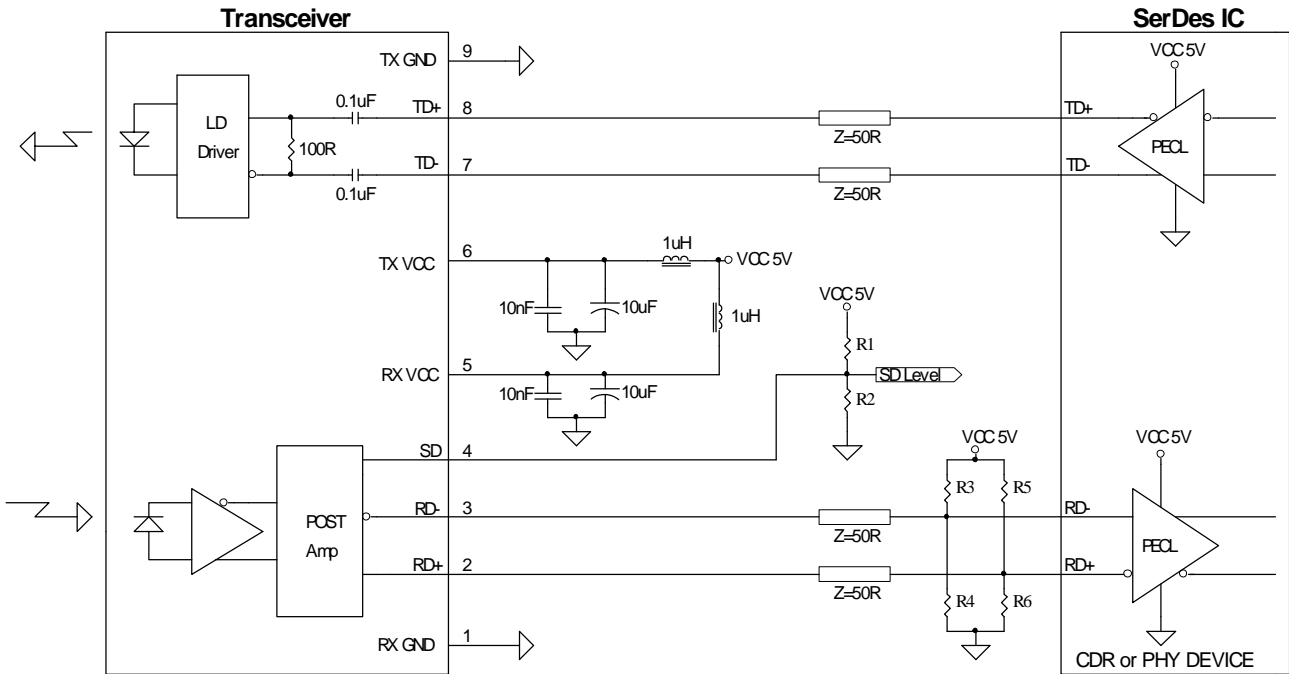 Transceiver
SerDes IC
TX GND
9
VCC 5V
0.1uF
TD+
8
TD+
LD
Driver
100R
Z=50R
PECL
TD-
7
TD-
0.1uF
Z=50R
1uH
TX VCC
6
VCC 5V
10nF
10uF
1uH
VCC 5V
R1
RX VCC
5
SD Level
10nF
10uF
R2
SD
4
VCC 5V
VCC 5V
R3
R5
RD-
3
RD-
POST
Amp
Z=50R
PECL
RD+
2
RD+
Z=50R
R4
R6
RX GND
1
CDR or PHY DEVICE